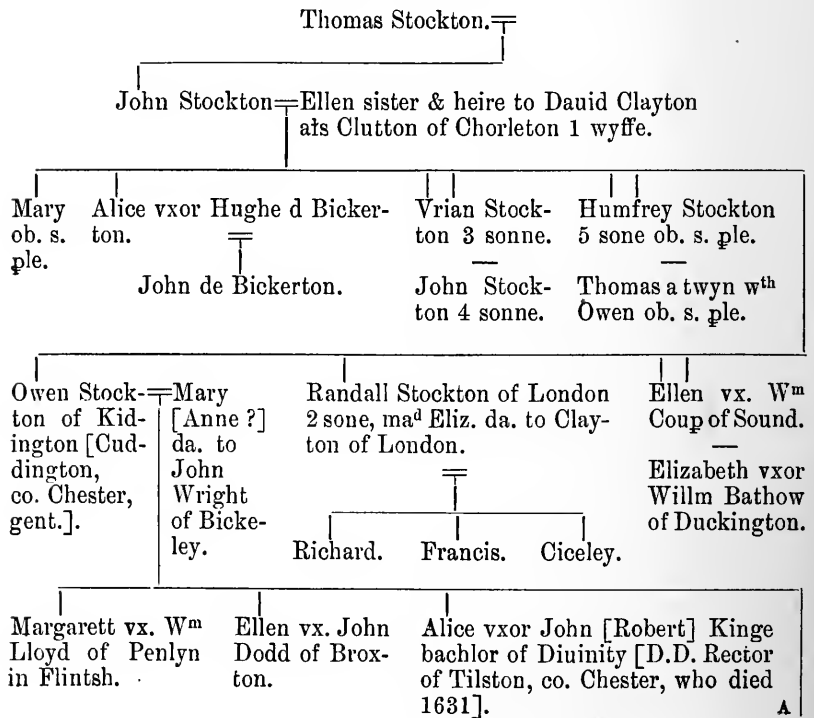 Thomas Stockton.
John Stockton=Ellen sister & heire to Dauid Clayton
als Clutton of Chorleton 1 wyffe.
Mary
ob. s.
ꝑle.
Alice vxor Hughe d Bicker-
ton.
John de Bickerton.
Vrian Stock-
ton 3 sonne.
—
John Stock-
ton 4 sonne.
Humfrey Stockton
5 sone ob. s. ꝑle.
—
Thomas a twyn wᵗʰ
Owen ob. s. ꝑle.
Owen Stock-
ton of Kid-
ington [Cud-
dington,
co. Chester,
gent.].
Mary
[Anne ?]
da. to
John
Wright
of Bicke-
ley.
Randall Stockton of London
2 sone, maᵈ Eliz. da. to Clay-
ton of London.
Richard. Francis. Ciceley.
Ellen vx. Wᵐ
Couꝑ of Sound.
—
Elizabeth vxor
Willm Bathow
of Duckington.
Margarett vx. Wᵐ
Lloyd of Penlyn
in Flintsh.
Ellen vx. John
Dodd of Brox-
ton.
Alice vxor John [Robert] Kinge
bachlor of Diuinity [D.D. Rector
of Tilston, co. Chester, who died
1631].
A